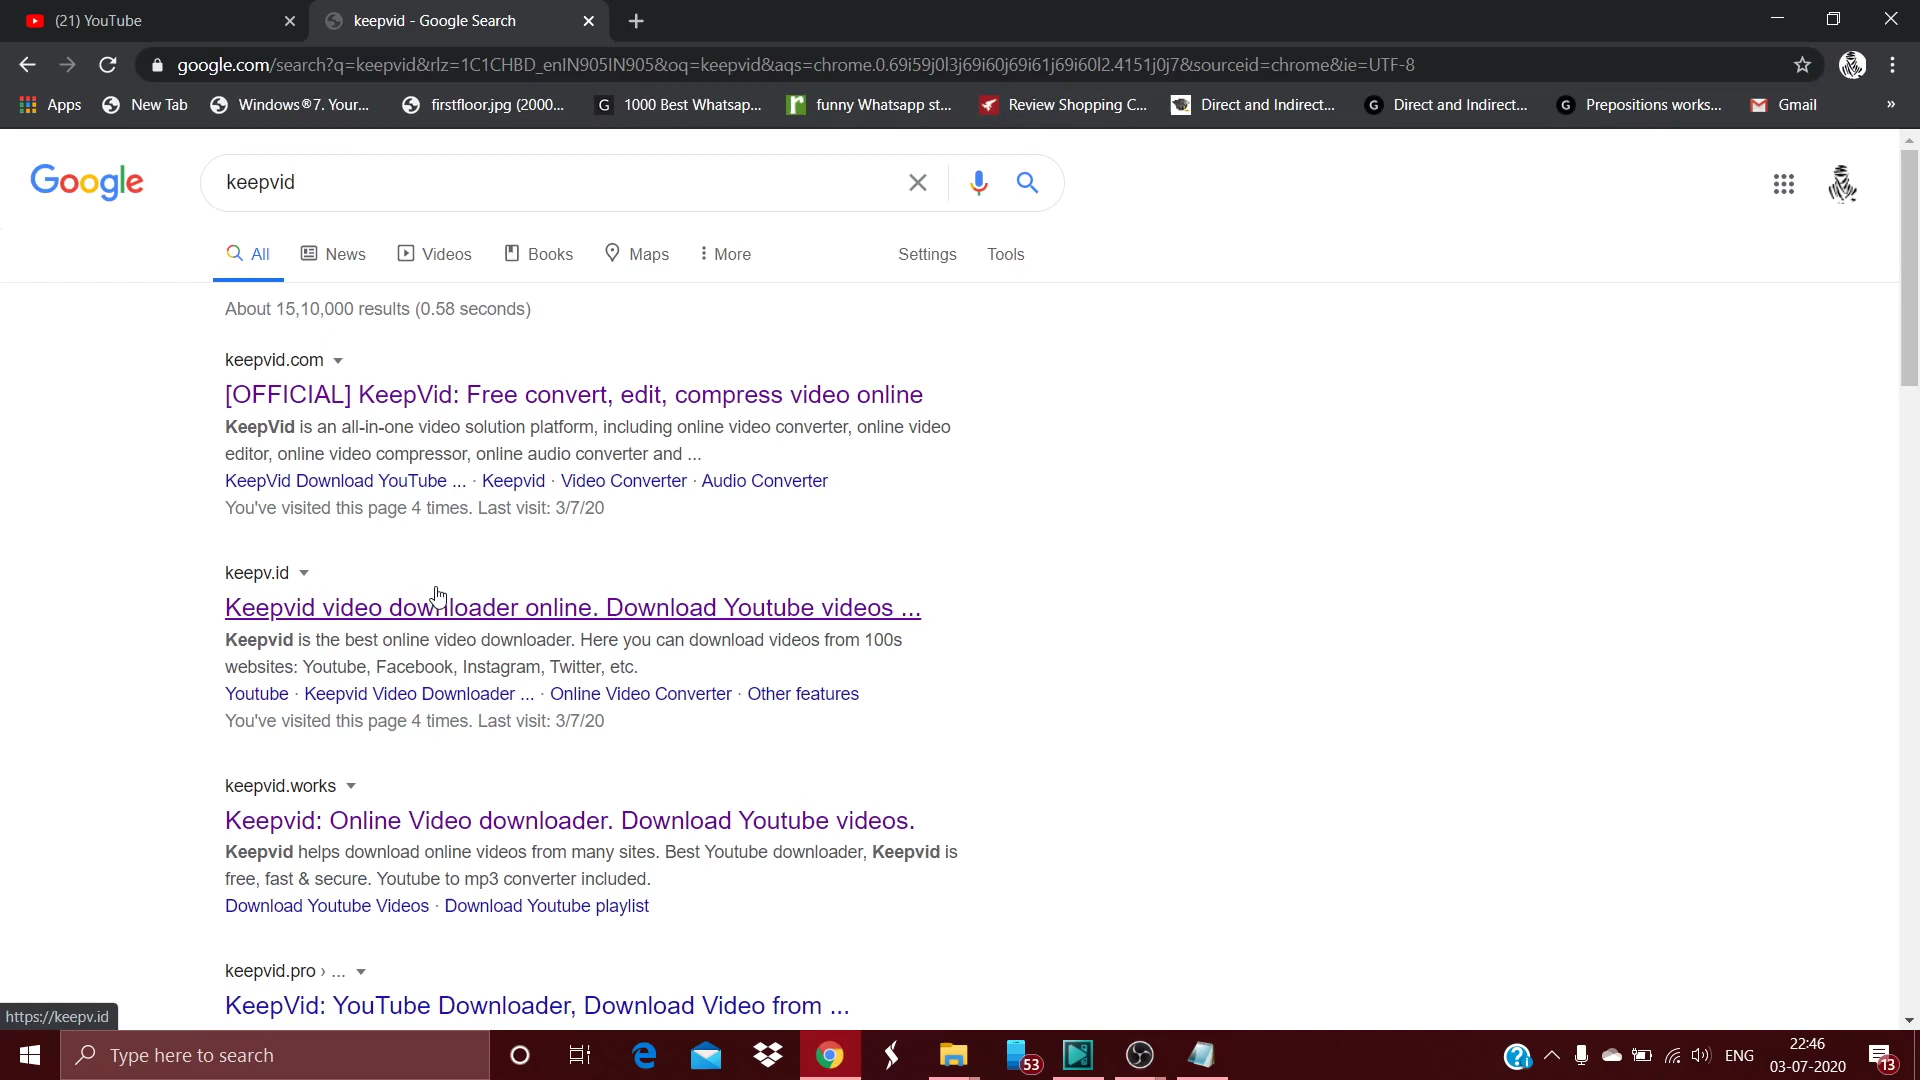 (21) YouTube
keepvid - Google Search
google.com/search?q=keepvid&rlz=1C1CHBD_enIN905IN905&oq=keepvid&aqs=chrome.0.69i59j0l3j69i60j69i61j69i60l2.4151j0j7&sourceid=chrome&ie=UTF-8
Apps New Tab Windows®7. Your... firstfloor.jpg (2000... 1000 Best Whatsap... funny Whatsapp st... Review Shopping C... Direct and Indirect... Direct and Indirect... Prepositions works... Gmail »
Google
keepvid
All News Videos Books Maps More Settings Tools
About 15,10,000 results (0.58 seconds)
keepvid.com
[OFFICIAL] KeepVid: Free convert, edit, compress video online
KeepVid is an all-in-one video solution platform, including online video converter, online video
editor, online video compressor, online audio converter and ...
KeepVid Download YouTube ... · Keepvid · Video Converter · Audio Converter
You've visited this page 4 times. Last visit: 3/7/20
keepv.id
Keepvid video downloader online. Download Youtube videos ...
Keepvid is the best online video downloader. Here you can download videos from 100s
websites: Youtube, Facebook, Instagram, Twitter, etc.
Youtube · Keepvid Video Downloader ... · Online Video Converter · Other features
You've visited this page 4 times. Last visit: 3/7/20
keepvid.works
Keepvid: Online Video downloader. Download Youtube videos.
Keepvid helps download online videos from many sites. Best Youtube downloader, Keepvid is
free, fast & secure. Youtube to mp3 converter included.
Download Youtube Videos · Download Youtube playlist
keepvid.pro › ...
KeepVid: YouTube Downloader, Download Video from ...
https://keepv.id
Type here to search
53
ENG
22:46
03-07-2020
13